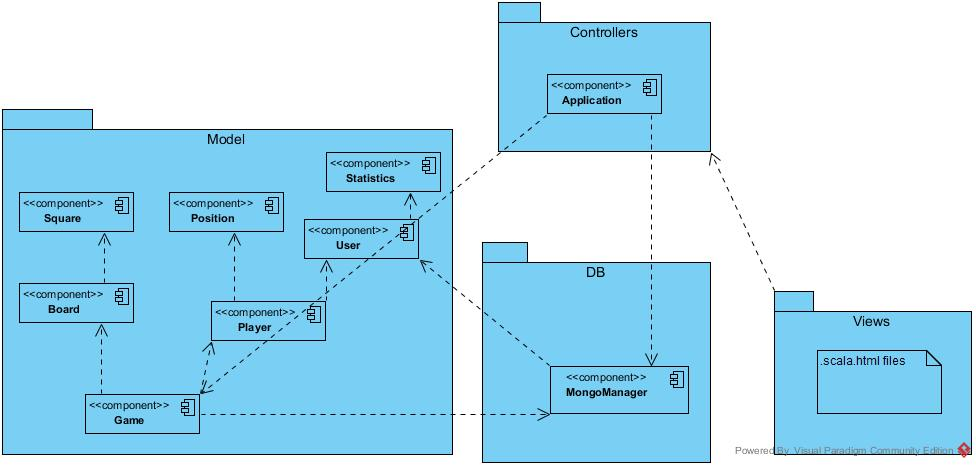 Controllers
<<component>>
Application
Model
<<component>>
Statistics
<<component>>
Square
<<component>>
Position
<<component>>
User
DB
<<component>>
Board
<<component>>
Player
Views
.scala.html files
<<component>>
MongoManager
<<component>>
Game
Powered By Visual Paradigm Community Edition